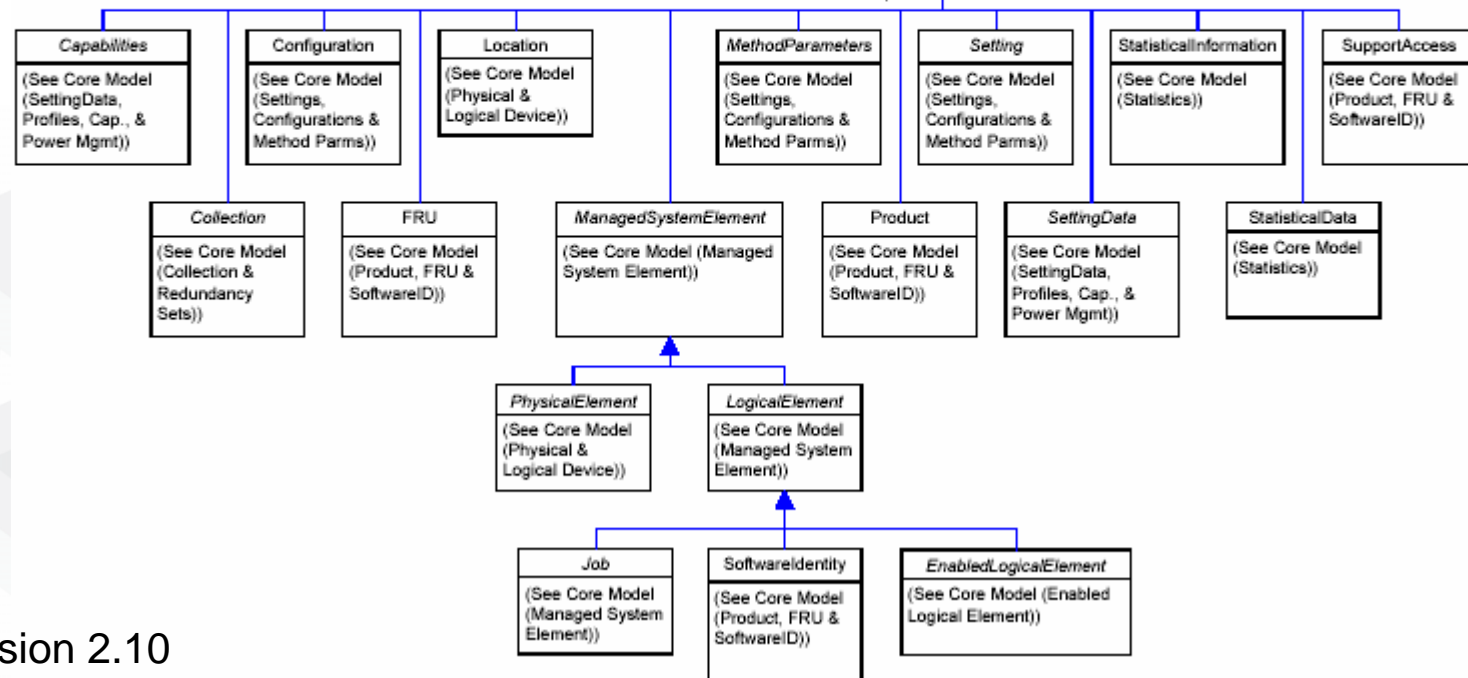 Capabilities
(See Core Model
(SettingData,
Profiles, Cap., &
Power Mgmt))
Configuration
(See Core Model
(Settings,
Configurations &
Method Parms))
Location
(See Core Model
(Physical &
Logical Device))
MethodParameters
(See Core Model
(Settings,
Configurations &
Method Parms))
Setting
(See Core Model
(Settings,
Configurations &
Method Parms))
StatisticalInformation
(See Core Model
(Statistics))
SupportAccess
(See Core Model
(Product, FRU &
SoftwareID))
Collection
(See Core Model
(Collection &
Redundancy
Sets))
FRU
(See Core Model
(Product, FRU &
SoftwareID))
ManagedSystemElement
(See Core Model (Managed
System Element))
Product
(See Core Model
(Product, FRU &
SoftwareID))
SettingData
(See Core Model
(SettingData,
Profiles, Cap., &
Power Mgmt))
StatisticalData
(See Core Model
(Statistics))
PhysicalElement
(See Core Model
(Physical &
Logical Device))
LogicalElement
(See Core Model
(Managed System
Element))
Job
(See Core Model
(Managed System
Element))
SoftwareIdentity
(See Core Model
(Product, FRU &
SoftwareID))
EnabledLogicalElement
(See Core Model (Enabled
Logical Element))
sion 2.10